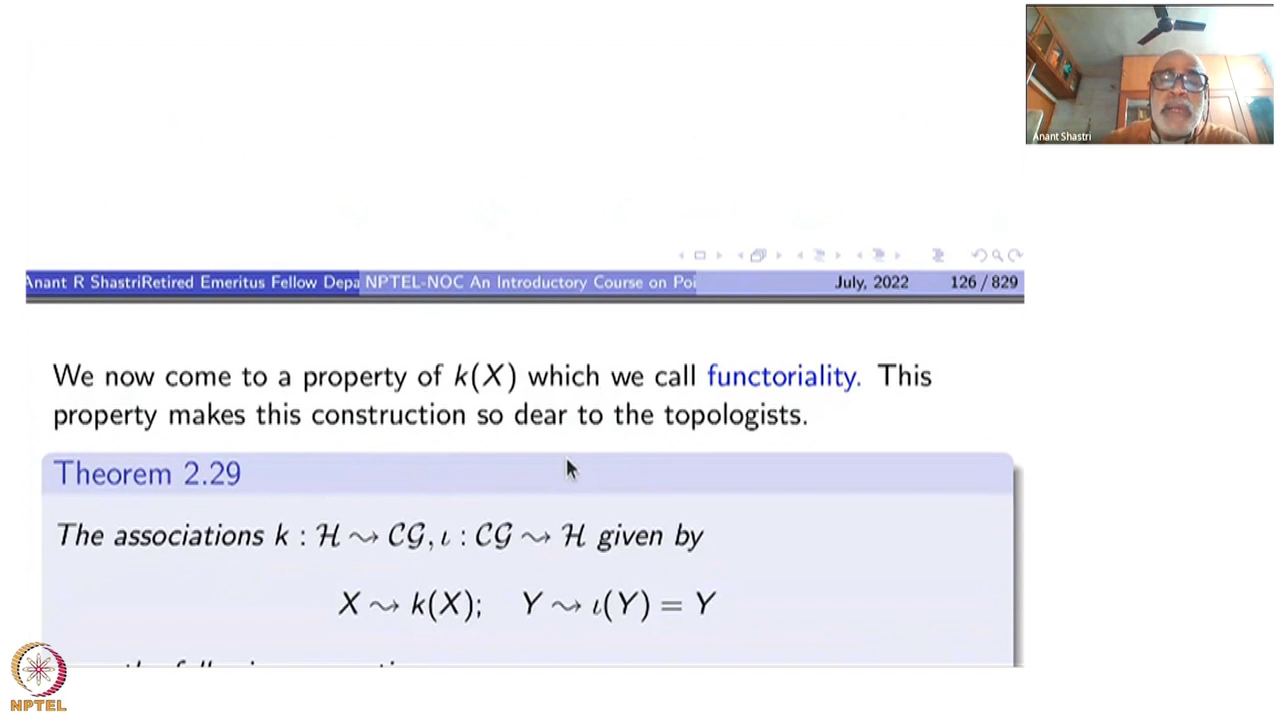 Anant Shastri
Anant R ShastriRetired Emeritus Fellow Depa NPTEL-NOC An Introductory Course on Poi July, 2022 126 / 829
We now come to a property of k(X) which we call functoriality. This
property makes this construction so dear to the topologists.
Theorem 2.29
The associations k : ℋ ⇝ 𝒞𝒢, ι : 𝒞𝒢 ⇝ ℋ given by
X ⇝ k(X); Y ⇝ ι(Y) = Y
NPTEL